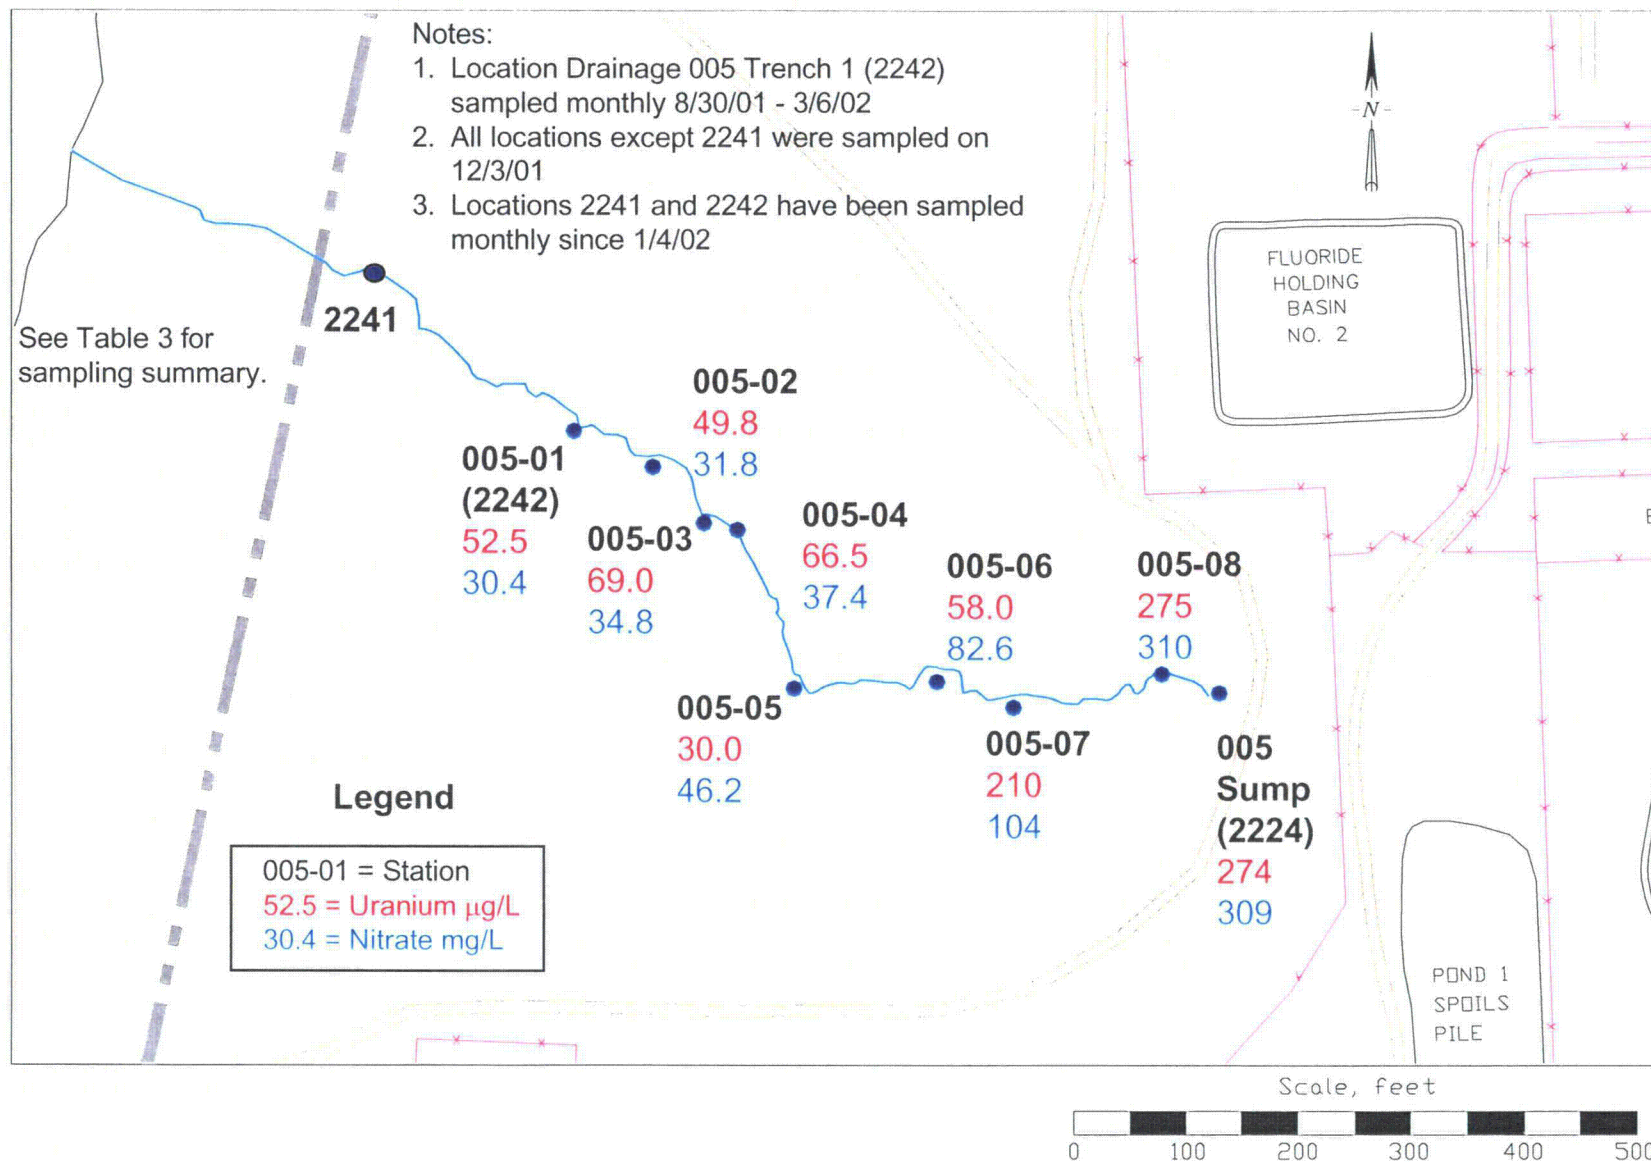 Notes:
1. Location Drainage 005 Trench 1 (2242)
sampled monthly 8/30/01 - 3/6/02
2. All locations except 2241 were sampled on
12/3/01
3. Locations 2241 and 2242 have been sampled
monthly since 1/4/02
N
FLUORIDE
HOLDING
BASIN
NO. 2
2241
See Table 3 for
sampling summary.
005-02
49.8
31.8
005-01
(2242)
52.5
30.4
005-03
69.0
34.8
005-04
66.5
37.4
005-06
58.0
82.6
005-08
275
310
005-05
30.0
46.2
005-07
210
104
005
Sump
(2224)
274
309
Legend
005-01 = Station
52.5 = Uranium µg/L
30.4 = Nitrate mg/L
POND 1
SPOILS
PILE
Scale, feet
0 100 200 300 400 500